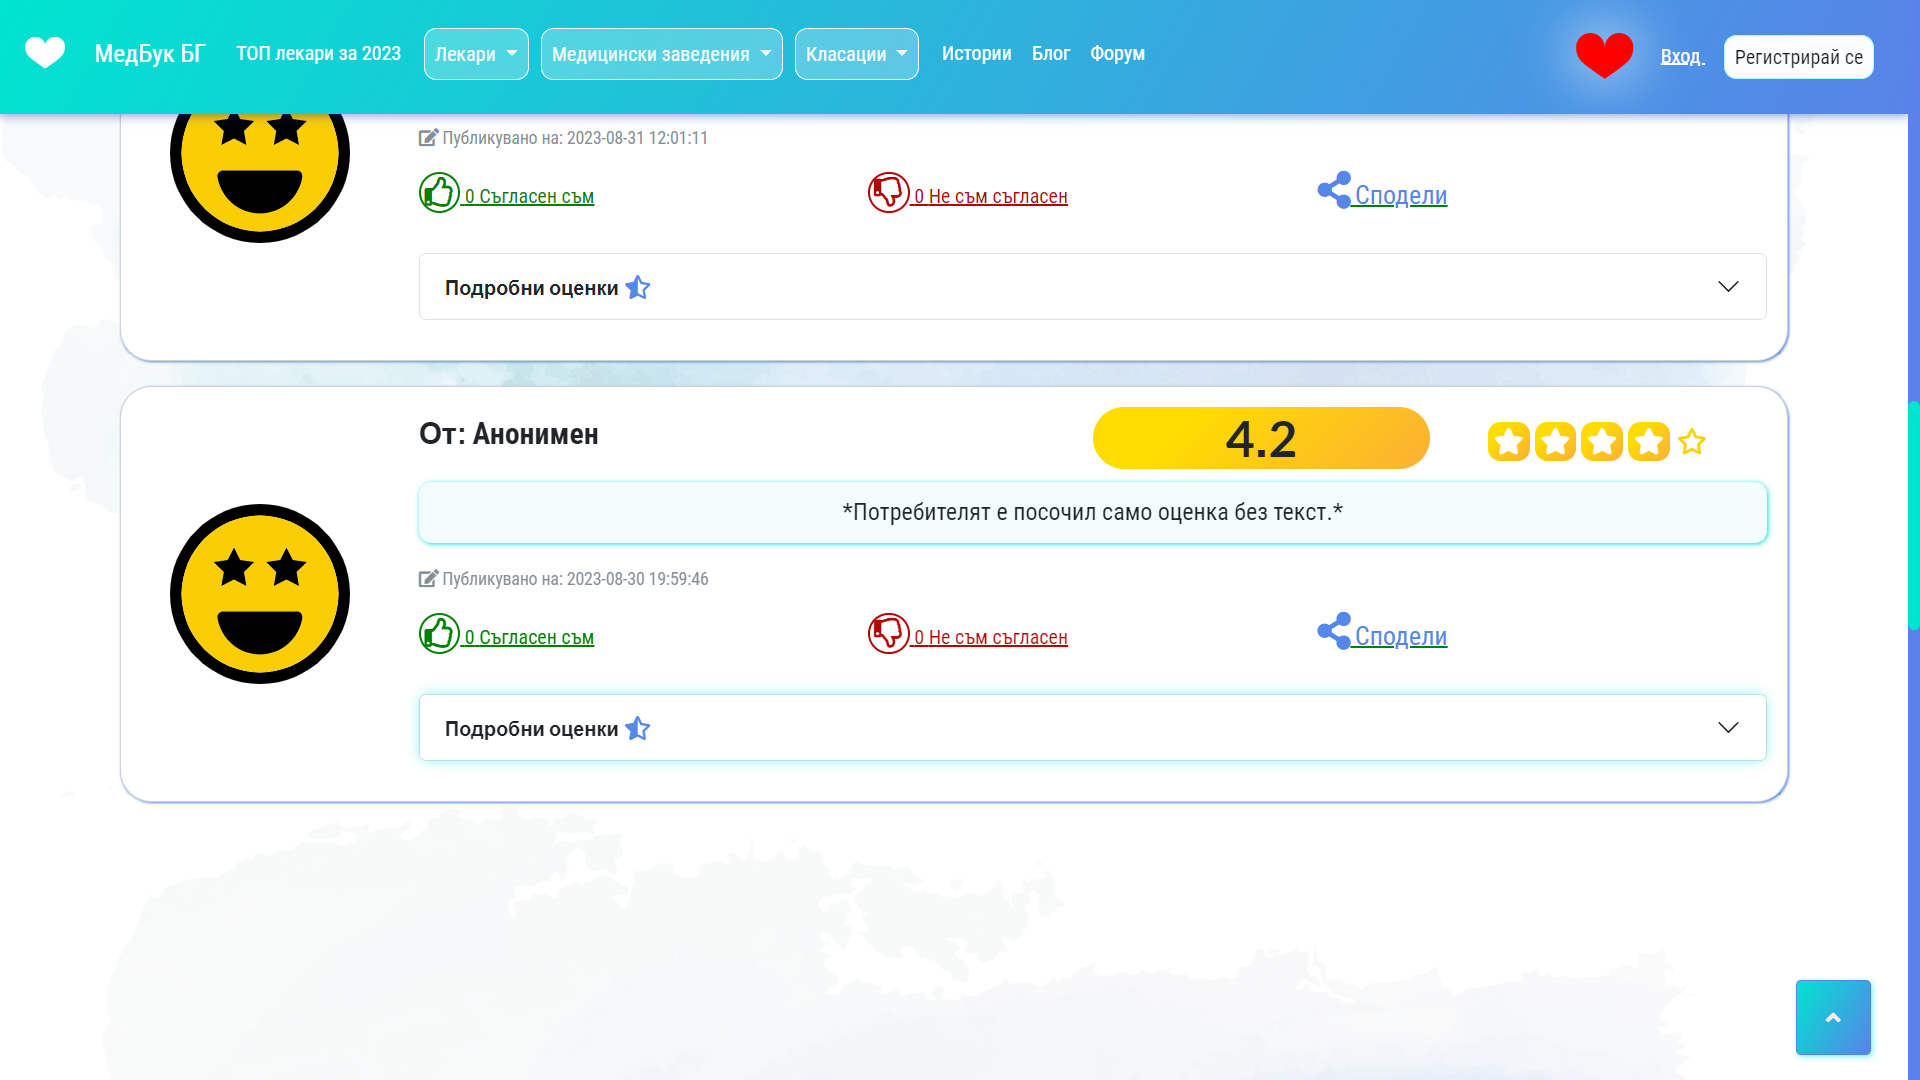 МедБук БГ ТОП лекари за 2023 Лекари Медицински заведения Класации Истории Блог Форум Вход Регистрирай се
Публикувано на: 2023-08-31 12:01:11
0 Съгласен съм 0 Не съм съгласен Сподели
Подробни оценки
От: Анонимен 4.2
*Потребителят е посочил само оценка без текст.*
Публикувано на: 2023-08-30 19:59:46
0 Съгласен съм 0 Не съм съгласен Сподели
Подробни оценки